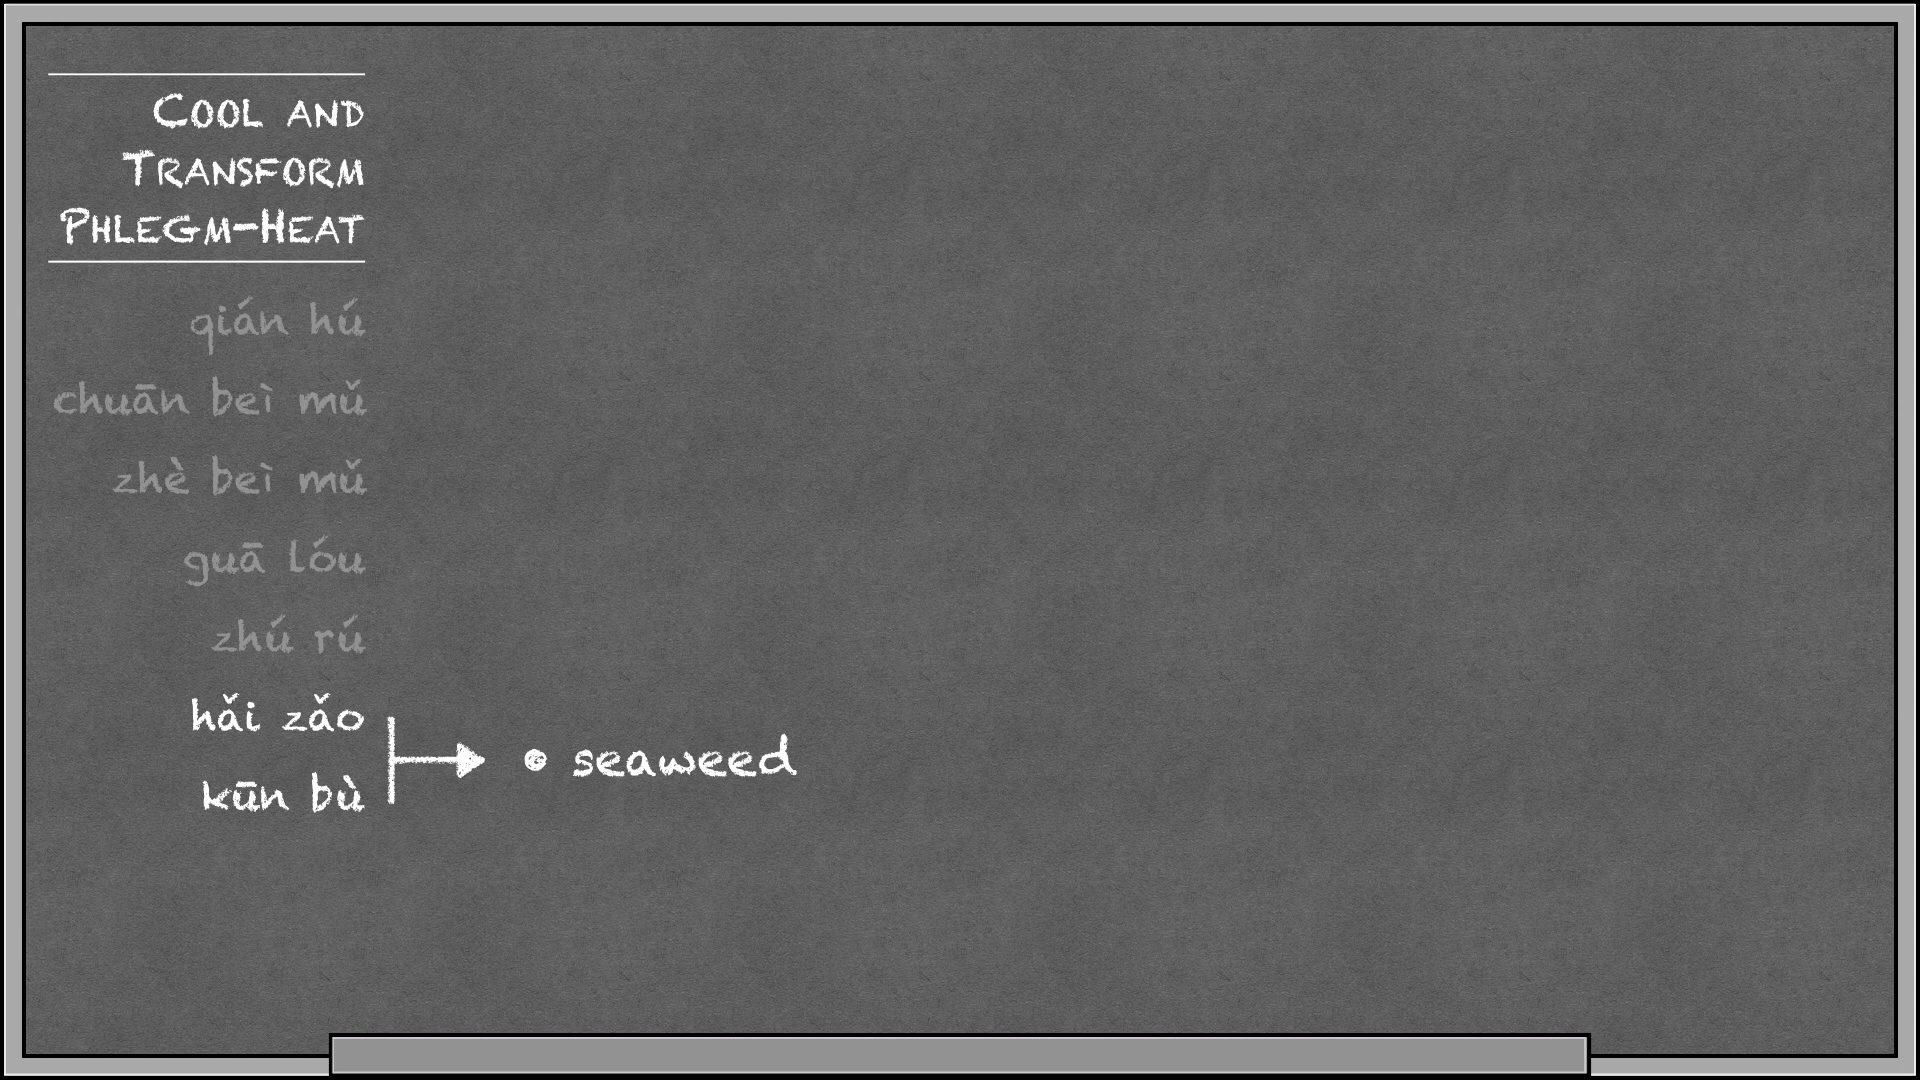 Cool and
Transform
Phlegm-Heat
qián hú
chuān beì mǔ
zhè beì mǔ
guā lóu
zhú rú
hǎi zǎo
kūn bù
• seaweed